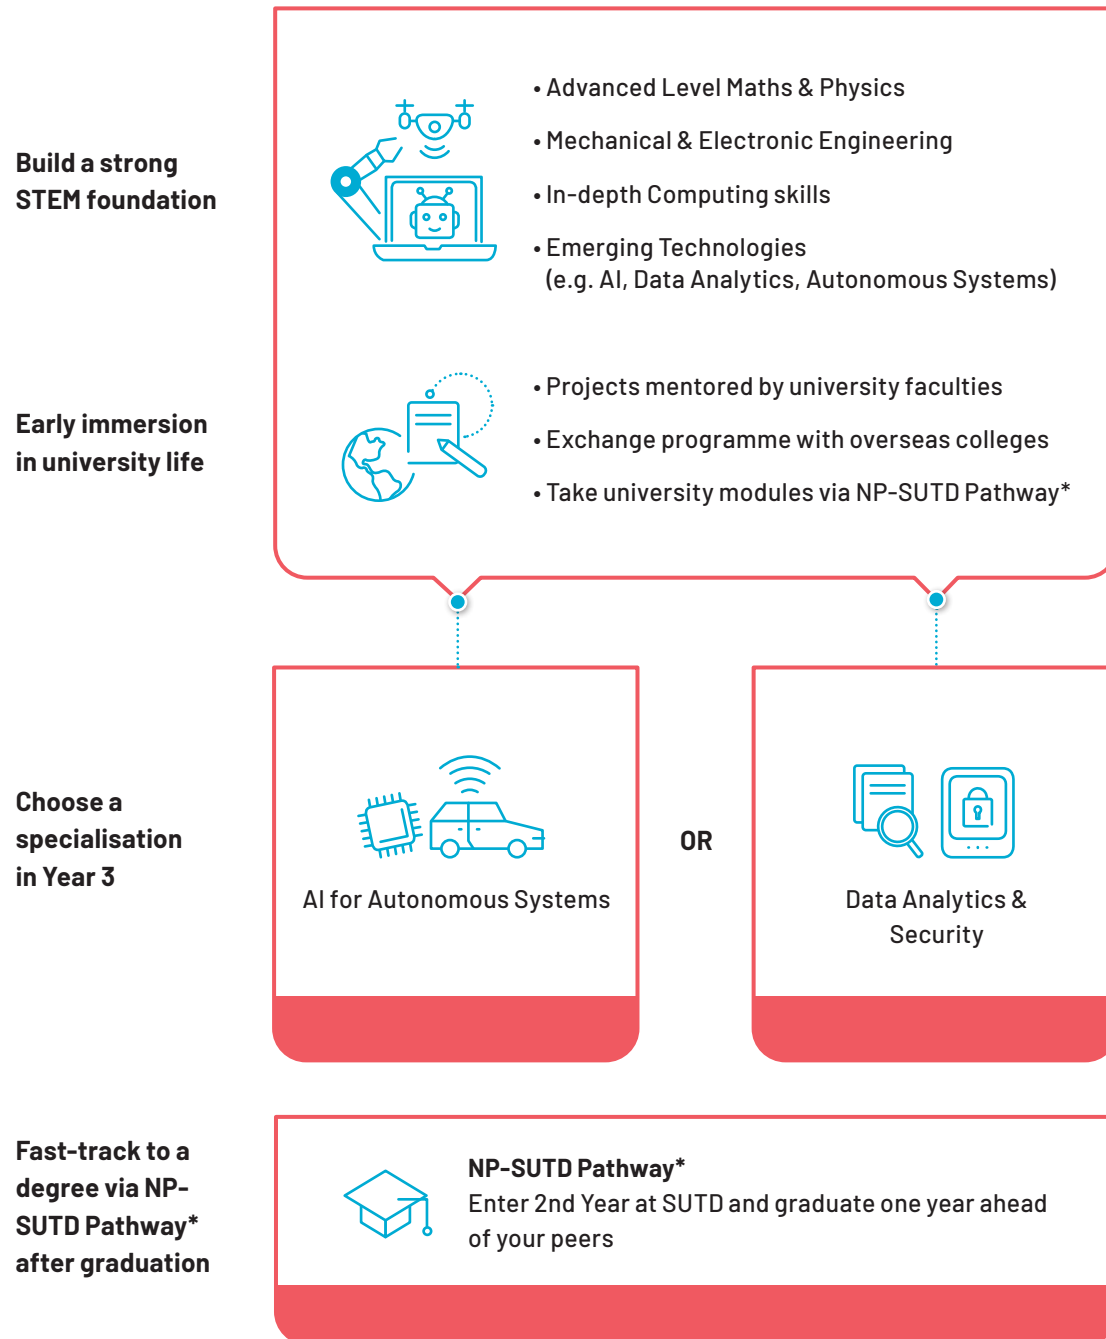 Build a strong
STEM foundation
• Advanced Level Maths & Physics
• Mechanical & Electronic Engineering
• In-depth Computing skills
• Emerging Technologies
(e.g. AI, Data Analytics, Autonomous Systems)
Early immersion
in university life
• Projects mentored by university faculties
• Exchange programme with overseas colleges
• Take university modules via NP-SUTD Pathway*
Choose a
specialisation
in Year 3
AI for Autonomous Systems
OR
Data Analytics &
Security
Fast-track to a
degree via NP-
SUTD Pathway*
after graduation
NP-SUTD Pathway*
Enter 2nd Year at SUTD and graduate one year ahead
of your peers